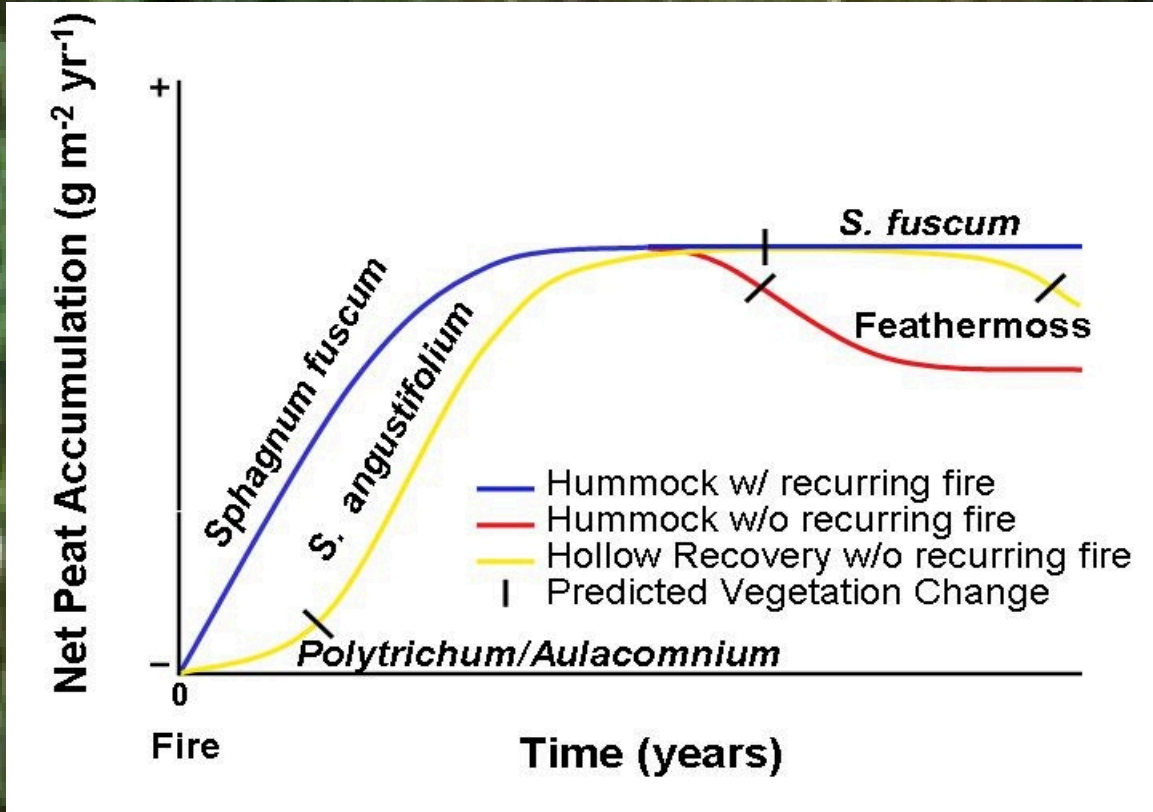 Net Peat Accumulation (g m-2 yr-1)
+
S. fuscum
Sphagnum fuscum
S. angustifolium
Feathermoss
Hummock w/ recurring fire
Hummock w/o recurring fire
Hollow Recovery w/o recurring fire
Predicted Vegetation Change
Polytrichum/Aulacomnium
–
0
Fire
Time (years)